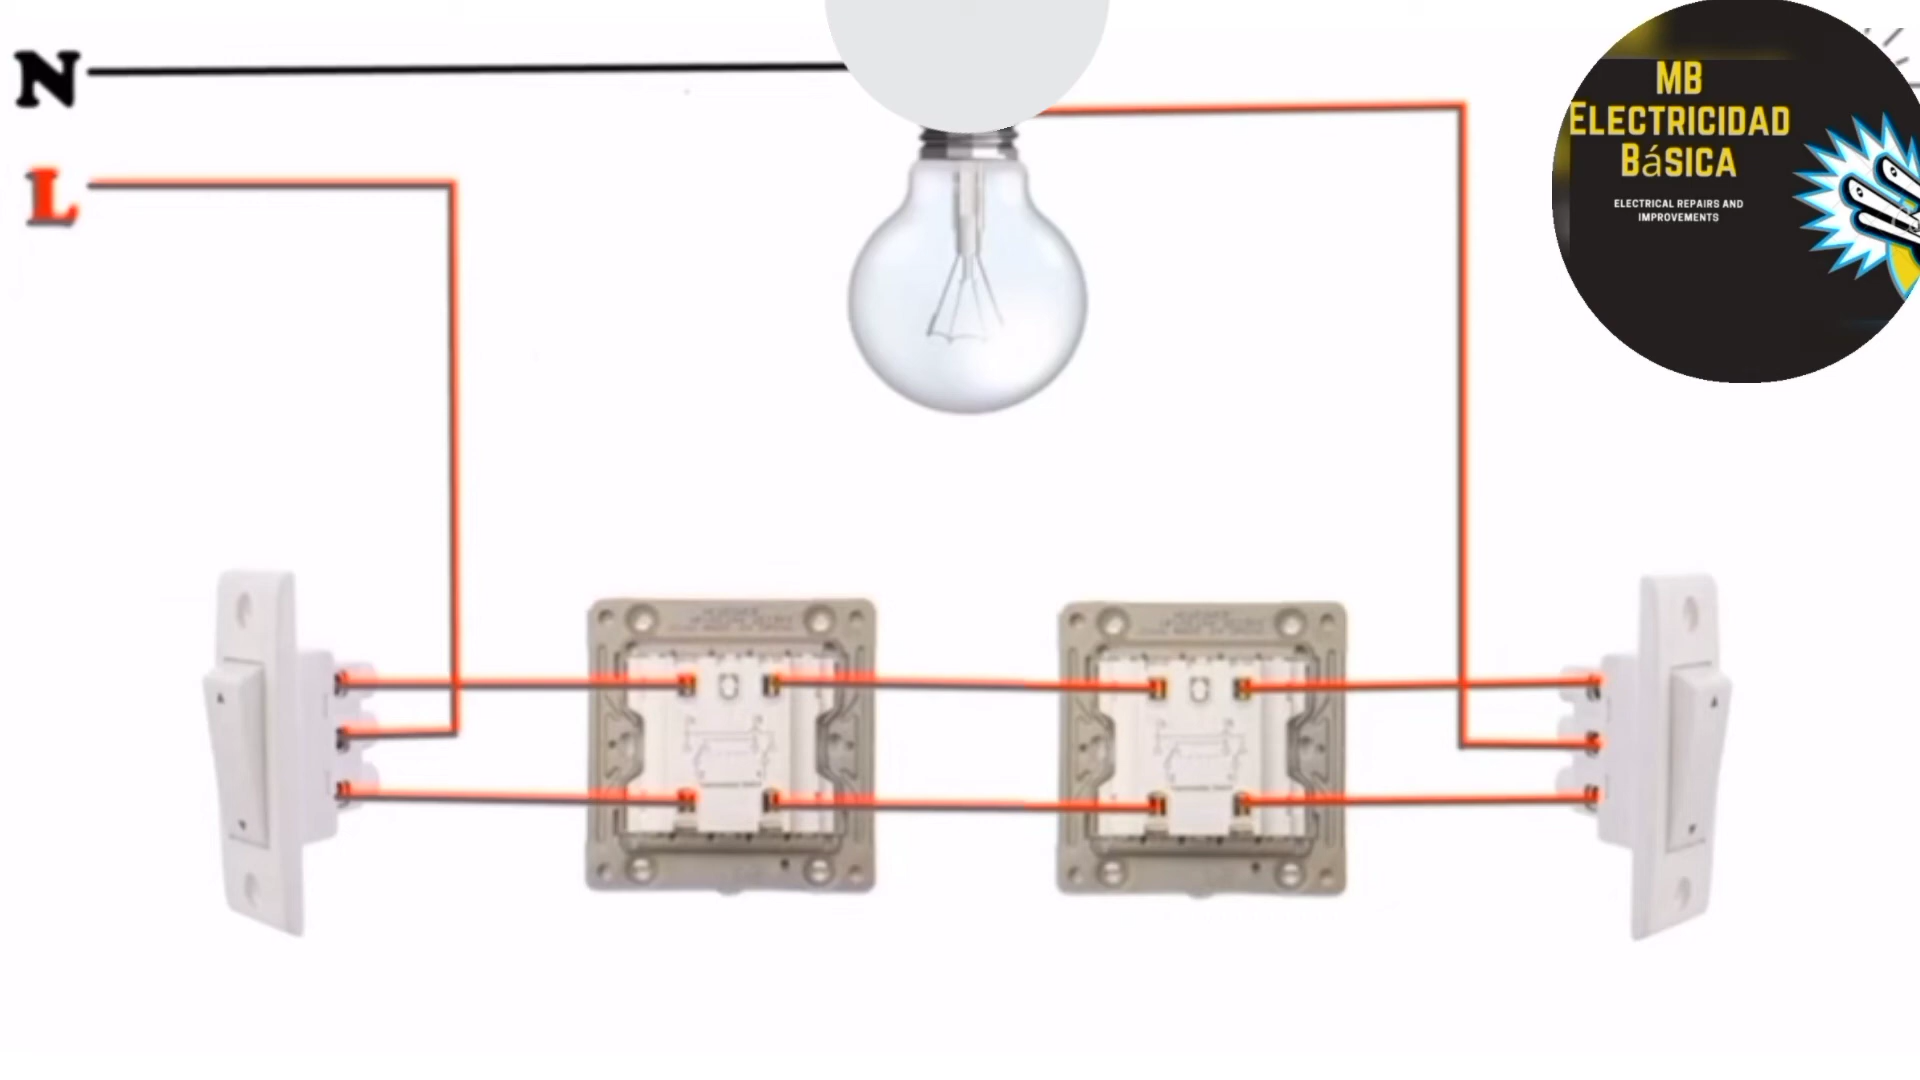 N
L
MB
ELECTRICIDAD
BáSICA
ELECTRICAL REPAIRS AND
IMPROVEMENTS